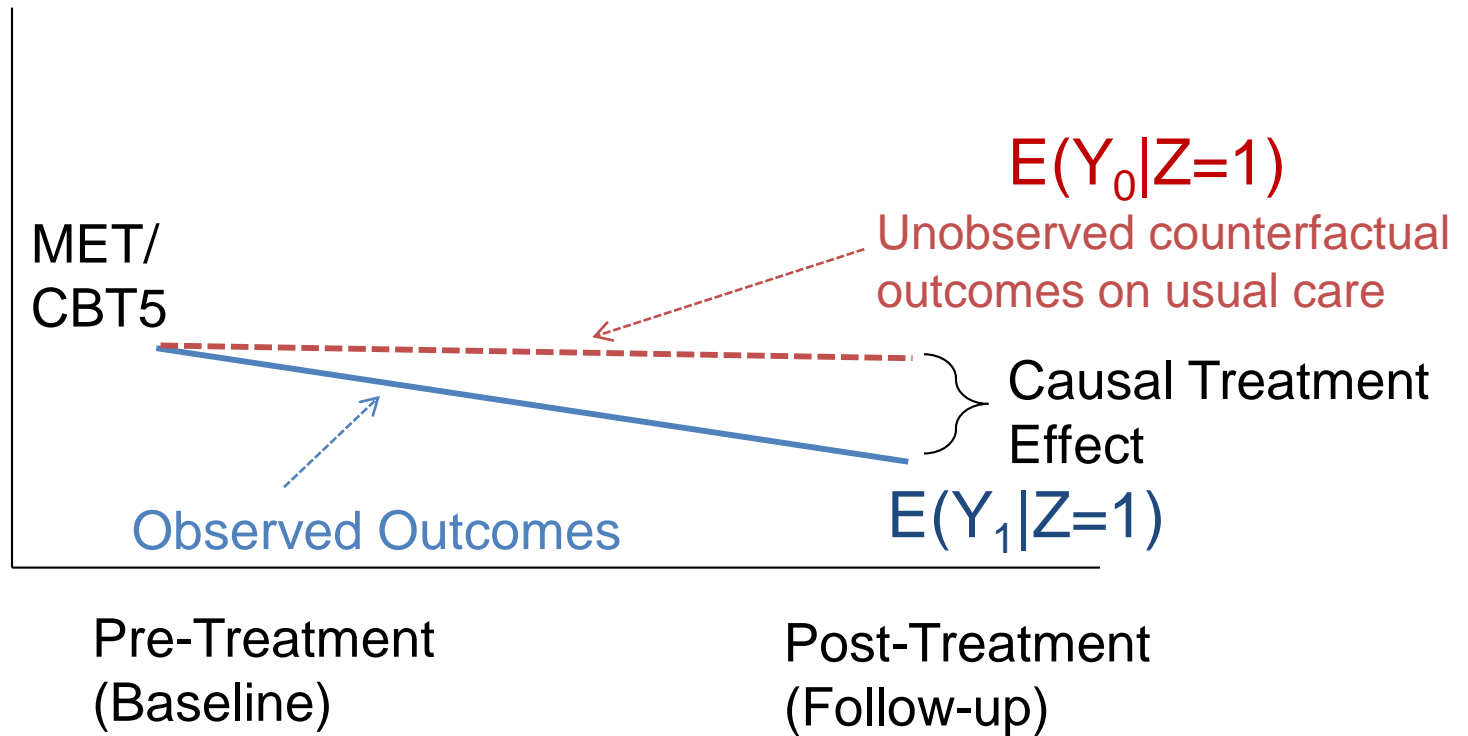 E(Y₀|Z=1)
Unobserved counterfactual
outcomes on usual care
MET/
CBT5
Causal Treatment
Effect
E(Y₁|Z=1)
Observed Outcomes
Pre-Treatment
(Baseline)
Post-Treatment
(Follow-up)